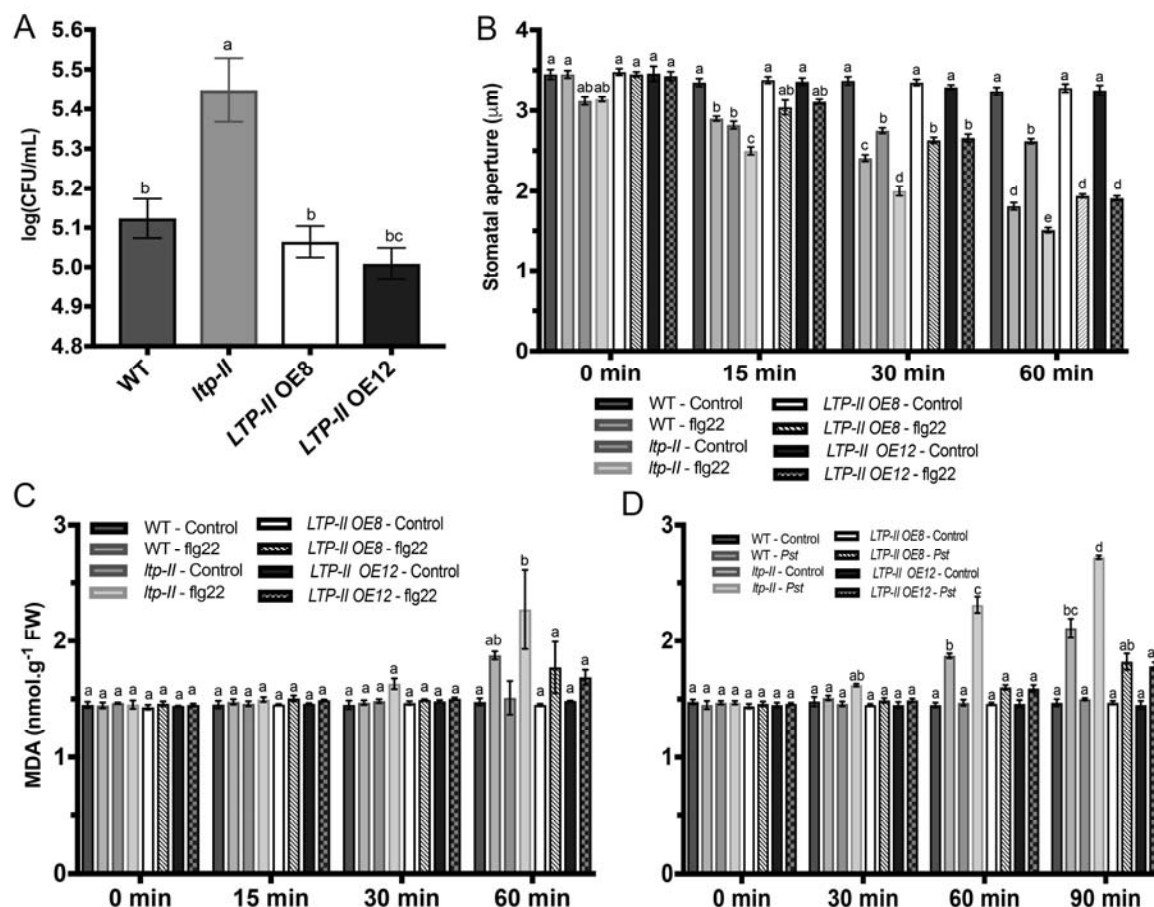 A
log(CFU/mL)
5.6
5.5
5.4
5.3
5.2
5.1
5.0
4.9
4.8
b
a
b
bc
WT
ltp-II
LTP-II OE8
LTP-II OE12
B
Stomatal aperture (μm)
4
3
2
1
0
a a ab ab a a a a
a b b c a ab a ab
a c b d a b a b
a d b e a d a d
0 min 15 min 30 min 60 min
WT - Control
WT - flg22
ltp-II - Control
ltp-II - flg22
LTP-II OE8 - Control
LTP-II OE8 - flg22
LTP-II OE12 - Control
LTP-II OE12 - flg22
C
MDA (nmol.g-1 FW)
3
2
1
0
WT - Control
WT - flg22
ltp-II - Control
ltp-II - flg22
LTP-II OE8 - Control
LTP-II OE8 - flg22
LTP-II OE12 - Control
LTP-II OE12 - flg22
a a a a a a a a
a a a a a a a a
a a a a a a a a
a ab a b a a a a
0 min 15 min 30 min 60 min
D
3
2
1
0
WT - Control
WT - Pst
ltp-II - Control
ltp-II - Pst
LTP-II OE8 - Control
LTP-II OE8 - Pst
LTP-II OE12 - Control
LTP-II OE12 - Pst
a a a a a a a a
a a a ab a a a a
a b a c a a a a
a bc a d a ab a a
0 min 30 min 60 min 90 min